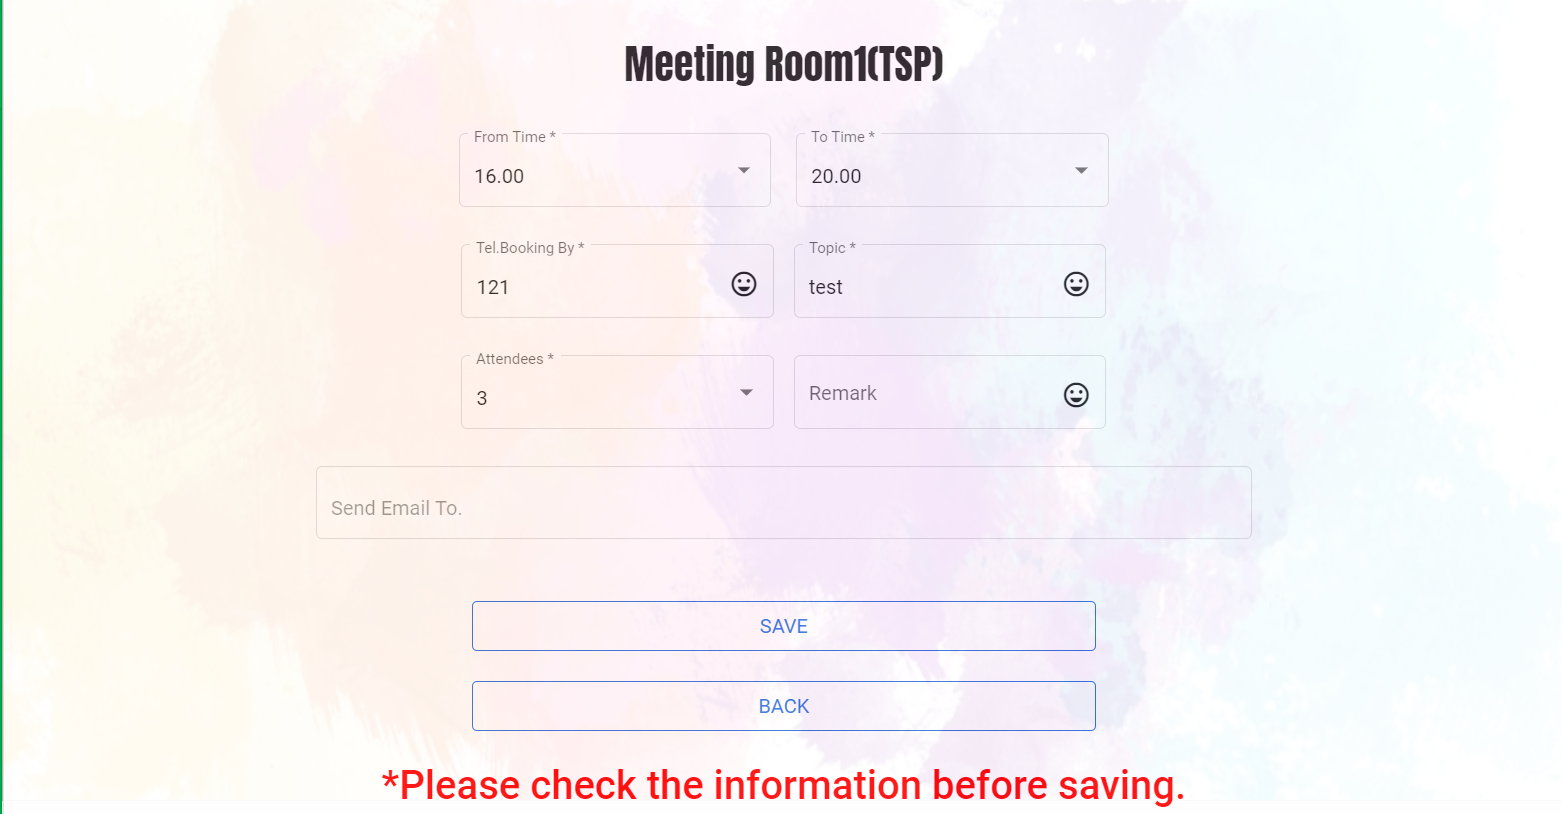 Meeting Room1(TSP)
From Time *
To Time *
16.00
20.00
Tel.Booking By *
Topic *
121
test
Attendees *
3
Remark
Send Email To.
SAVE
BACK
*Please check the information before saving.